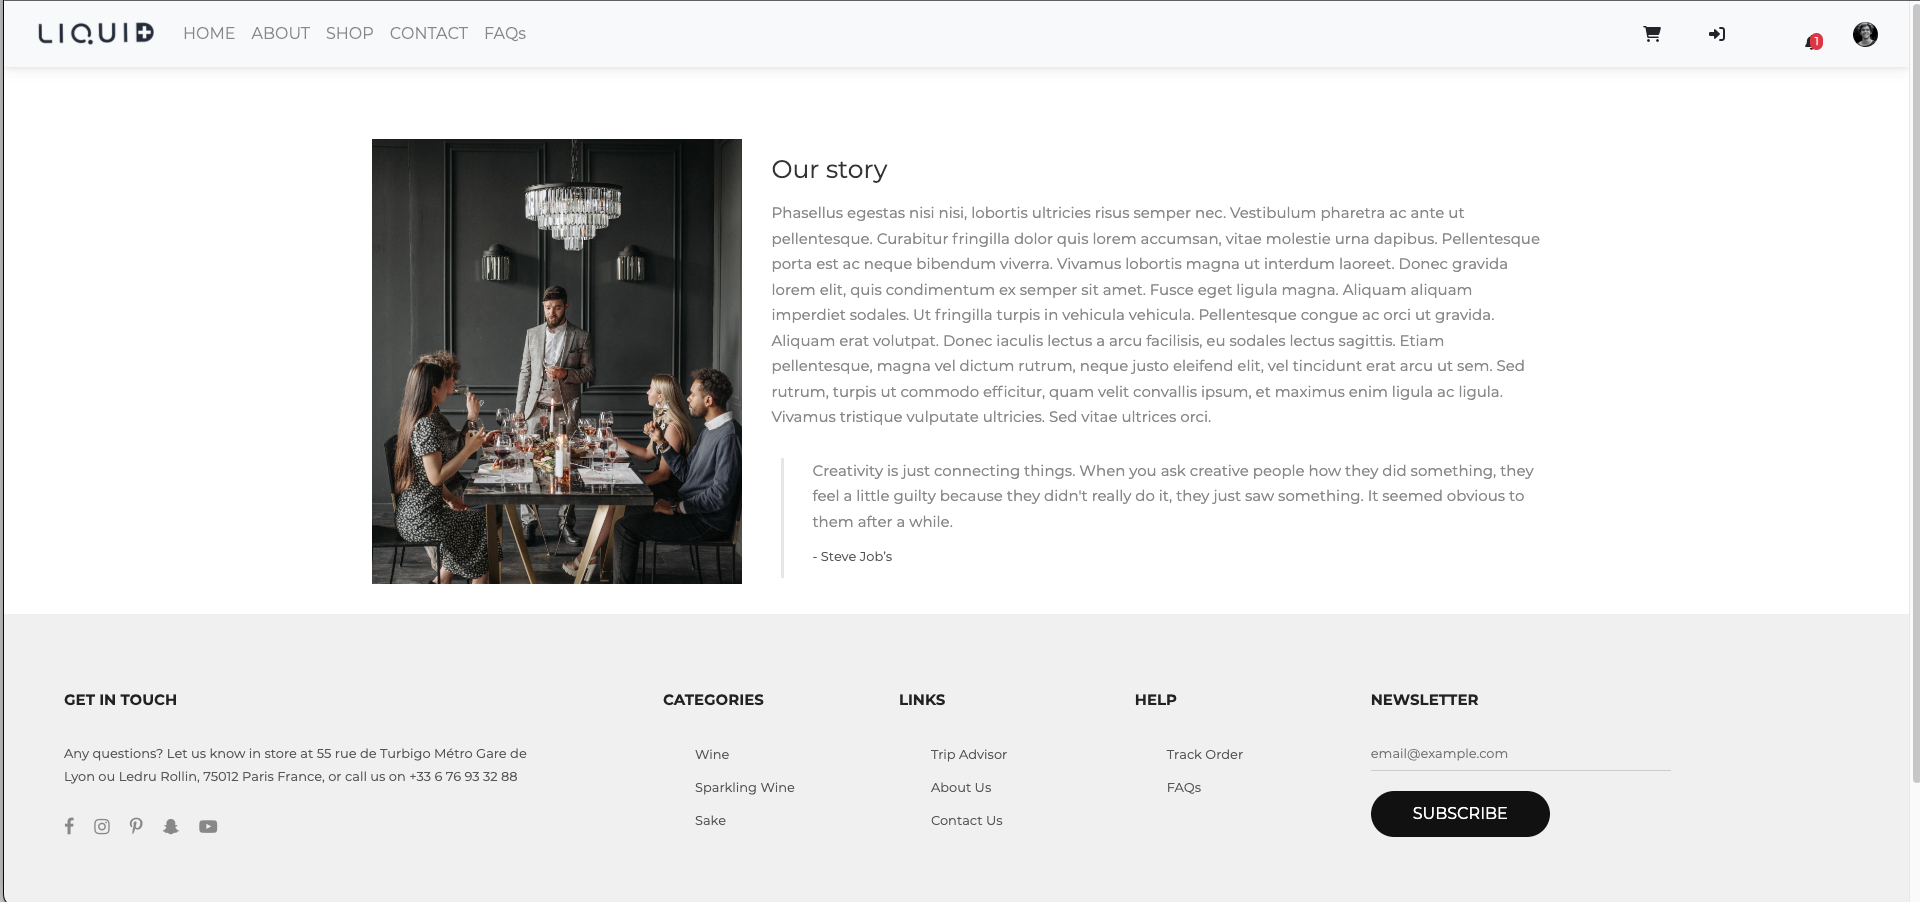 LIQUID HOME ABOUT SHOP CONTACT FAQs 1
Our story
Phasellus egestas nisi nisi, lobortis ultricies risus semper nec. Vestibulum pharetra ac ante ut
pellentesque. Curabitur fringilla dolor quis lorem accumsan, vitae molestie urna dapibus. Pellentesque
porta est ac neque bibendum viverra. Vivamus lobortis magna ut interdum laoreet. Donec gravida
lorem elit, quis condimentum ex semper sit amet. Fusce eget ligula magna. Aliquam aliquam
imperdiet sodales. Ut fringilla turpis in vehicula vehicula. Pellentesque congue ac orci ut gravida.
Aliquam erat volutpat. Donec iaculis lectus a arcu facilisis, eu sodales lectus sagittis. Etiam
pellentesque, magna vel dictum rutrum, neque justo eleifend elit, vel tincidunt erat arcu ut sem. Sed
rutrum, turpis ut commodo efficitur, quam velit convallis ipsum, et maximus enim ligula ac ligula.
Vivamus tristique vulputate ultricies. Sed vitae ultrices orci.
Creativity is just connecting things. When you ask creative people how they did something, they
feel a little guilty because they didn't really do it, they just saw something. It seemed obvious to
them after a while.
- Steve Job's
GET IN TOUCH
Any questions? Let us know in store at 55 rue de Turbigo Métro Gare de
Lyon ou Ledru Rollin, 75012 Paris France, or call us on +33 6 76 93 32 88
CATEGORIES
Wine
Sparkling Wine
Sake
LINKS
Trip Advisor
About Us
Contact Us
HELP
Track Order
FAQs
NEWSLETTER
email@example.com
SUBSCRIBE